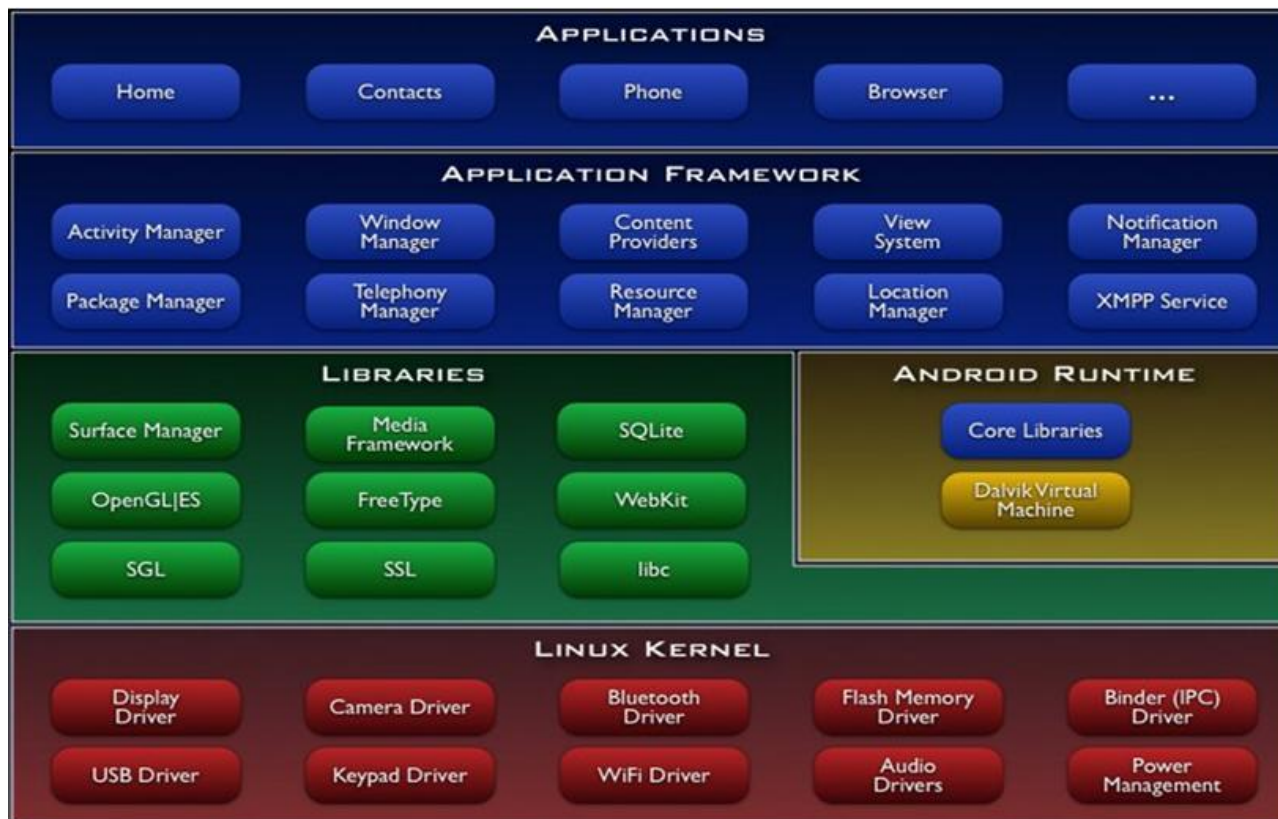 APPLICATIONS
Home
Contacts
Phone
Browser
...
APPLICATION FRAMEWORK
Activity Manager
Window
Manager
Content
Providers
View
System
Notification
Manager
Package Manager
Telephony
Manager
Resource
Manager
Location
Manager
XMPP Service
LIBRARIES
Surface Manager
Media
Framework
SQLite
OpenGL|ES
FreeType
WebKit
SGL
SSL
libc
ANDROID RUNTIME
Core Libraries
Dalvik Virtual
Machine
LINUX KERNEL
Display
Driver
Camera Driver
Bluetooth
Driver
Flash Memory
Driver
Binder (IPC)
Driver
USB Driver
Keypad Driver
WiFi Driver
Audio
Drivers
Power
Management